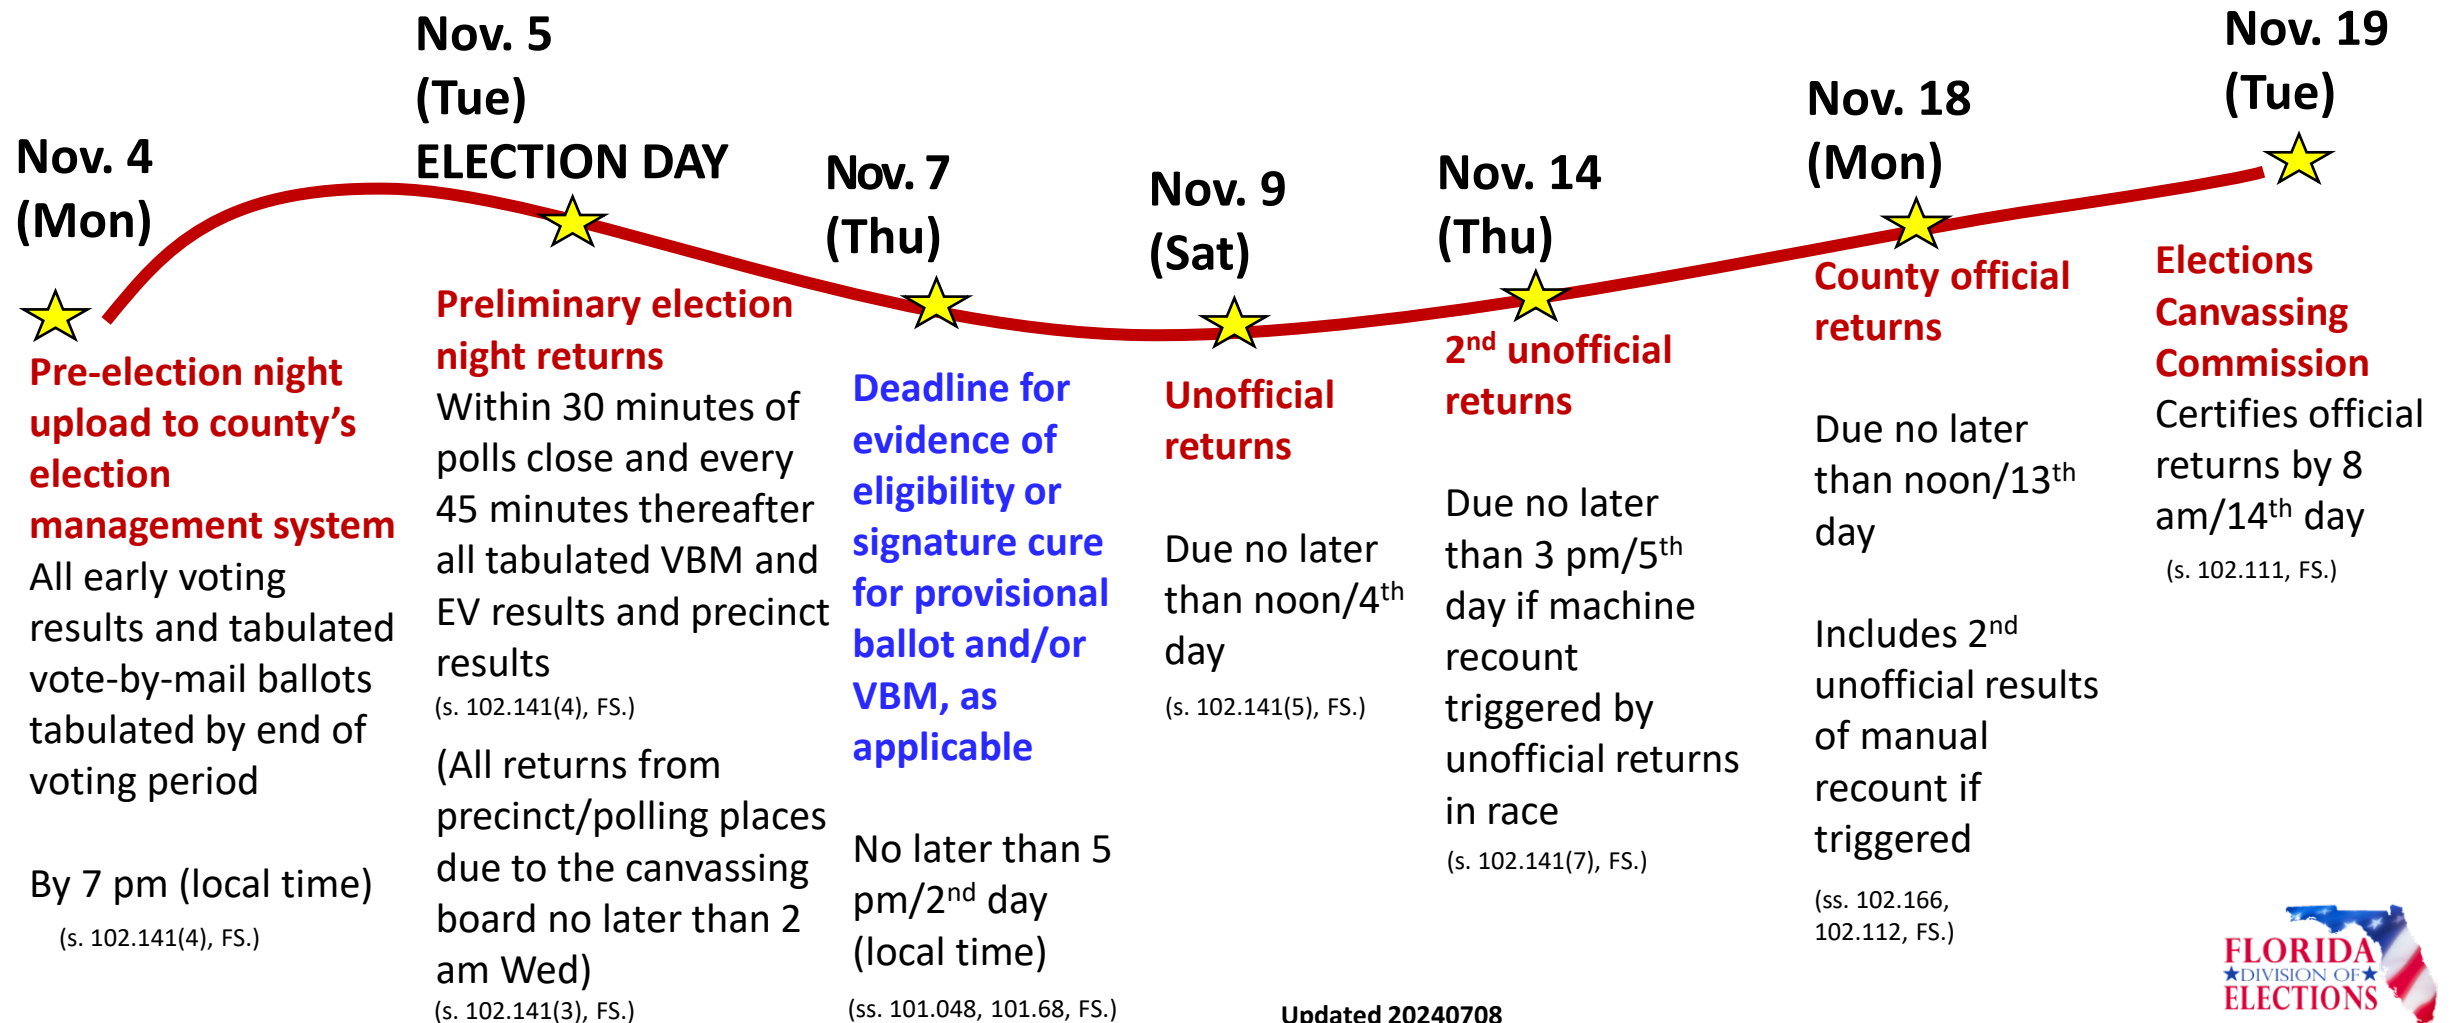 Nov. 4
(Mon)
Pre-election night
upload to county’s
election
management system
All early voting
results and tabulated
vote-by-mail ballots
tabulated by end of
voting period
By 7 pm (local time)
(s. 102.141(4), FS.)
Nov. 5
(Tue)
ELECTION DAY
Preliminary election
night returns
Within 30 minutes of
polls close and every
45 minutes thereafter
all tabulated VBM and
EV results and precinct
results
(s. 102.141(4), FS.)
(All returns from
precinct/polling places
due to the canvassing
board no later than 2
am Wed)
(s. 102.141(3), FS.)
Nov. 7
(Thu)
Deadline for
evidence of
eligibility or
signature cure
for provisional
ballot and/or
VBM, as
applicable
No later than 5
pm/2nd day
(local time)
(ss. 101.048, 101.68, FS.)
Nov. 9
(Sat)
Unofficial
returns
Due no later
than noon/4th
day
(s. 102.141(5), FS.)
Nov. 14
(Thu)
2nd unofficial
returns
Due no later
than 3 pm/5th
day if machine
recount
triggered by
unofficial returns
in race
(s. 102.141(7), FS.)
Nov. 18
(Mon)
County official
returns
Due no later
than noon/13th
day
Includes 2nd
unofficial results
of manual
recount if
triggered
(ss. 102.166,
102.112, FS.)
Nov. 19
(Tue)
Elections
Canvassing
Commission
Certifies official
returns by 8
am/14th day
(s. 102.111, FS.)
Updated 20240708
FLORIDA
★DIVISION OF★
ELECTIONS